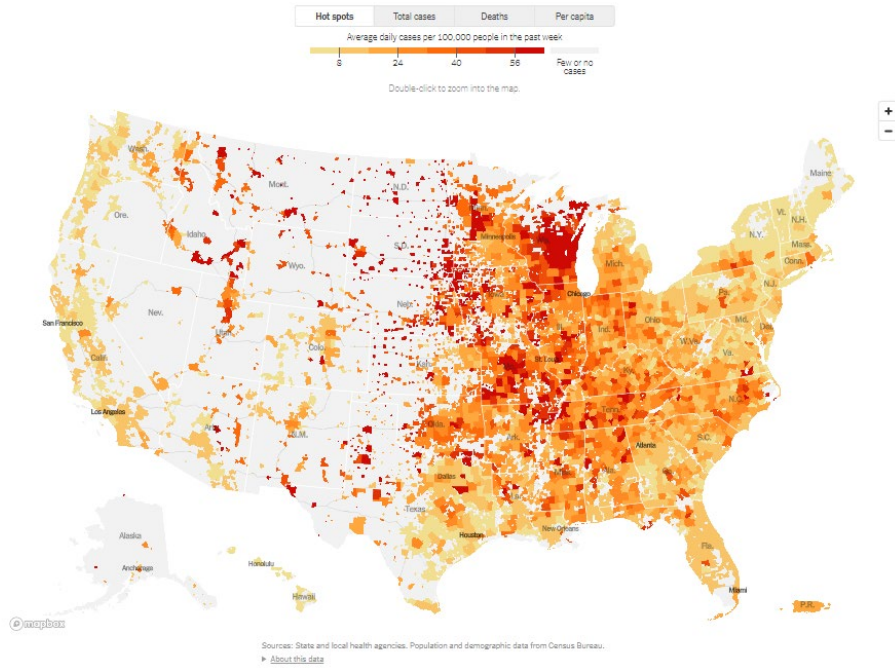 Hot spots
Total cases
Deaths
Per capita
Average daily cases per 100,000 people in the past week
8
24
40
56
Few or no
cases
Double-click to zoom into the map.
+
−
Wash.
Mont.
N.D.
Maine
Ore.
Idaho
Minneapolis
Vt.
N.H.
S.D.
N.Y.
Mass.
Wyo.
Mich.
Conn.
Chicago
Pa.
N.J.
Nev.
Nebr.
Iowa
San Francisco
Utah
Ind.
Ohio
Md.
Del.
Colo.
W.Va.
Va.
Calif.
Kan.
St. Louis
Ky.
Los Angeles
Ariz.
N.M.
Okla.
Ark.
Tenn.
N.C.
Atlanta
S.C.
Dallas
Miss.
Ala.
Ga.
La.
Texas
Houston
New Orleans
Alaska
Anchorage
Honolulu
Hawaii
Fla.
Miami
P.R.
mapbox
Sources: State and local health agencies. Population and demographic data from Census Bureau.
About this data